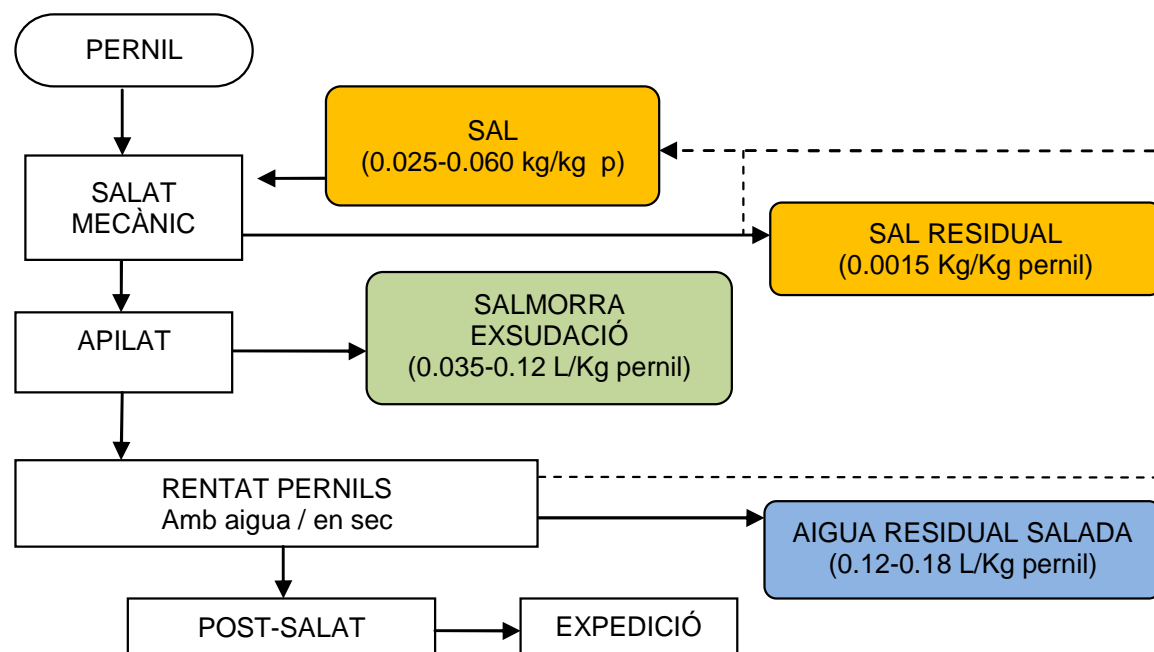 PERNIL
SAL
(0.025-0.060 kg/kg  p)
SALAT
MECÀNIC
SAL RESIDUAL
(0.0015 Kg/Kg pernil)
SALMORRA
EXSUDACIÓ
(0.035-0.12 L/Kg pernil)
APILAT
RENTAT PERNILS
Amb aigua / en sec
AIGUA RESIDUAL SALADA
(0.12-0.18 L/Kg pernil)
POST-SALAT
EXPEDICIÓ